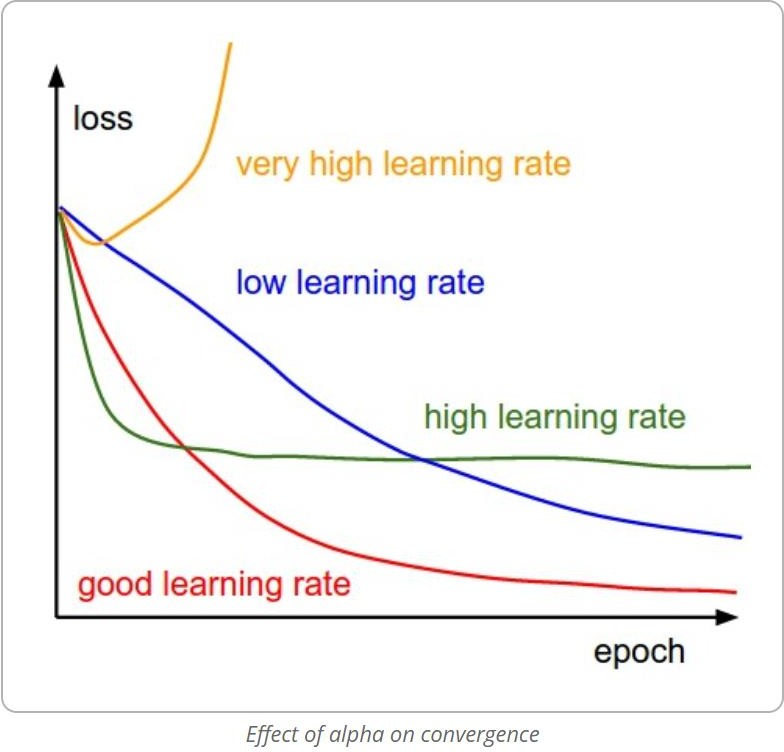 loss
very high learning rate
low learning rate
high learning rate
good learning rate
epoch
Effect of alpha on convergence